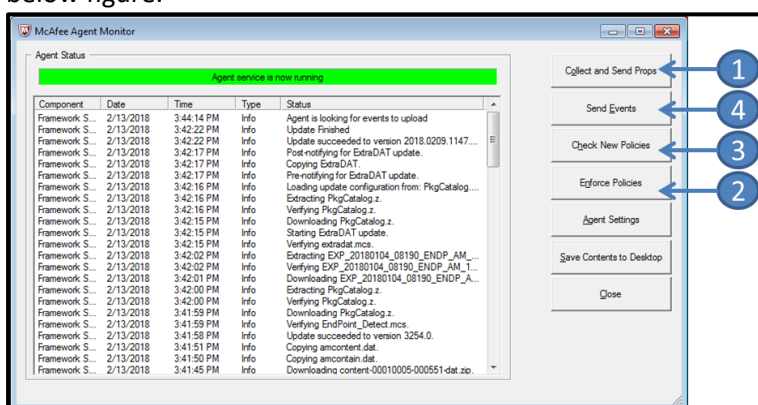 below figure.
McAfee Agent Monitor
Agent Status
Agent service is now running
Component Date Time Type Status
Framework S... 2/13/2018 3:44:14 PM Info Agent is looking for events to upload
Framework S... 2/13/2018 3:42:22 PM Info Update Finished
Framework S... 2/13/2018 3:42:22 PM Info Update succeeded to version 2018.0209.1147....
Framework S... 2/13/2018 3:42:17 PM Info Post-notifying for ExtraDAT update.
Framework S... 2/13/2018 3:42:17 PM Info Copying ExtraDAT.
Framework S... 2/13/2018 3:42:17 PM Info Pre-notifying for ExtraDAT update.
Framework S... 2/13/2018 3:42:16 PM Info Loading update configuration from: PkgCatalog....
Framework S... 2/13/2018 3:42:16 PM Info Extracting PkgCatalog.z.
Framework S... 2/13/2018 3:42:16 PM Info Verifying PkgCatalog.z.
Framework S... 2/13/2018 3:42:15 PM Info Downloading PkgCatalog.z.
Framework S... 2/13/2018 3:42:15 PM Info Starting ExtraDAT update.
Framework S... 2/13/2018 3:42:15 PM Info Verifying extradat.mcs.
Framework S... 2/13/2018 3:42:02 PM Info Extracting EXP_20180104_08190_ENDP_AM_...
Framework S... 2/13/2018 3:42:02 PM Info Verifying EXP_20180104_08190_ENDP_AM_1...
Framework S... 2/13/2018 3:42:01 PM Info Downloading EXP_20180104_08190_ENDP_A...
Framework S... 2/13/2018 3:42:00 PM Info Extracting PkgCatalog.z.
Framework S... 2/13/2018 3:42:00 PM Info Verifying PkgCatalog.z.
Framework S... 2/13/2018 3:41:59 PM Info Downloading PkgCatalog.z.
Framework S... 2/13/2018 3:41:59 PM Info Verifying EndPoint_Detect.mcs.
Framework S... 2/13/2018 3:41:58 PM Info Update succeeded to version 3254.0.
Framework S... 2/13/2018 3:41:51 PM Info Copying amcontent.dat.
Framework S... 2/13/2018 3:41:50 PM Info Copying amcontain.dat.
Framework S... 2/13/2018 3:41:45 PM Info Downloading content-00010005-000551-dat.zip.
Collect and Send Props 1
Send Events 4
Check New Policies 3
Enforce Policies 2
Agent Settings
Save Contents to Desktop
Close